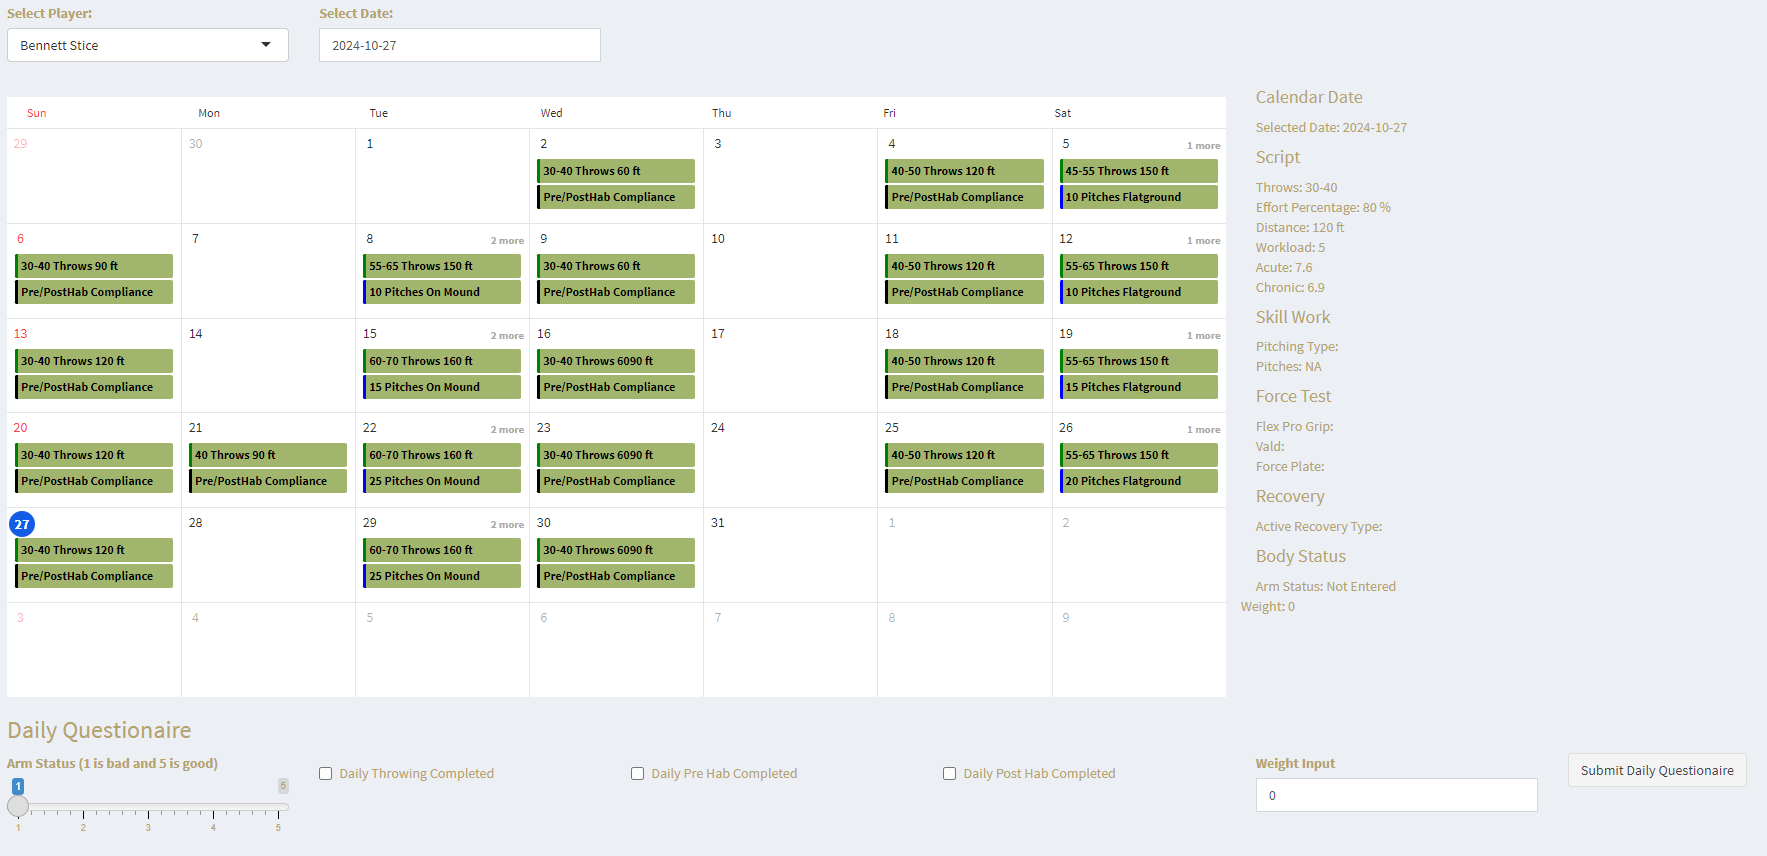 Select Player:
Select Date:
Bennett Stice
2024-10-27
Sun Mon Tue Wed Thu Fri Sat
29 30 1 2 3 4 5 1 more
30-40 Throws 60 ft 40-50 Throws 120 ft 45-55 Throws 150 ft
Pre/PostHab Compliance Pre/PostHab Compliance 10 Pitches Flatground
6 7 8 2 more 9 10 11 12 1 more
30-40 Throws 90 ft 55-65 Throws 150 ft 30-40 Throws 60 ft 40-50 Throws 120 ft 55-65 Throws 150 ft
Pre/PostHab Compliance 10 Pitches On Mound Pre/PostHab Compliance Pre/PostHab Compliance 10 Pitches Flatground
13 14 15 2 more 16 17 18 19 1 more
30-40 Throws 120 ft 60-70 Throws 160 ft 30-40 Throws 6090 ft 40-50 Throws 120 ft 55-65 Throws 150 ft
Pre/PostHab Compliance 15 Pitches On Mound Pre/PostHab Compliance Pre/PostHab Compliance 15 Pitches Flatground
20 21 22 2 more 23 24 25 26 1 more
30-40 Throws 120 ft 40 Throws 90 ft 60-70 Throws 160 ft 30-40 Throws 6090 ft 40-50 Throws 120 ft 55-65 Throws 150 ft
Pre/PostHab Compliance Pre/PostHab Compliance 25 Pitches On Mound Pre/PostHab Compliance Pre/PostHab Compliance 20 Pitches Flatground
27 28 29 2 more 30 31 1 2
30-40 Throws 120 ft 60-70 Throws 160 ft 30-40 Throws 6090 ft
Pre/PostHab Compliance 25 Pitches On Mound Pre/PostHab Compliance
3 4 5 6 7 8 9
Calendar Date
Selected Date: 2024-10-27
Script
Throws: 30-40
Effort Percentage: 80 %
Distance: 120 ft
Workload: 5
Acute: 7.6
Chronic: 6.9
Skill Work
Pitching Type:
Pitches: NA
Force Test
Flex Pro Grip:
Vald:
Force Plate:
Recovery
Active Recovery Type:
Body Status
Arm Status: Not Entered
Weight: 0
Daily Questionaire
Arm Status (1 is bad and 5 is good)
1 5
1 2 3 4 5
Daily Throwing Completed
Daily Pre Hab Completed
Daily Post Hab Completed
Weight Input
0
Submit Daily Questionaire